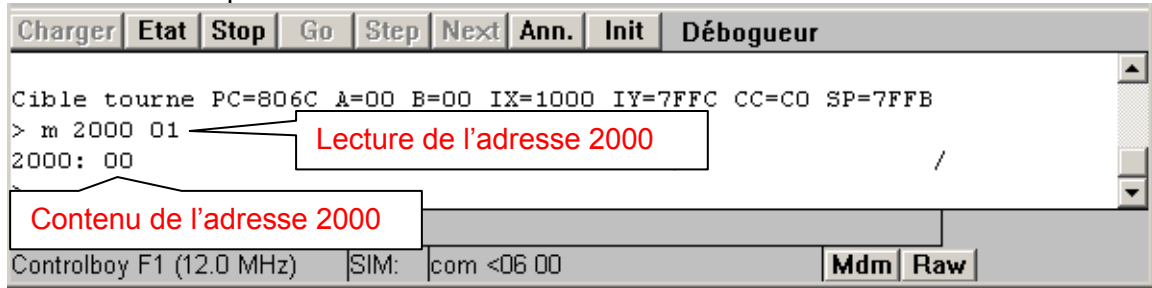 Charger Etat Stop Go Step Next Ann. Init Débogueur
Cible tourne PC=806C A=00 B=00 IX=1000 IY=7FFC CC=C0 SP=7FFB
> m 2000 01
Lecture de l'adresse 2000
2000: 00 /
Contenu de l'adresse 2000
Controlboy F1 (12.0 MHz) SIM: com <06 00 Mdm Raw